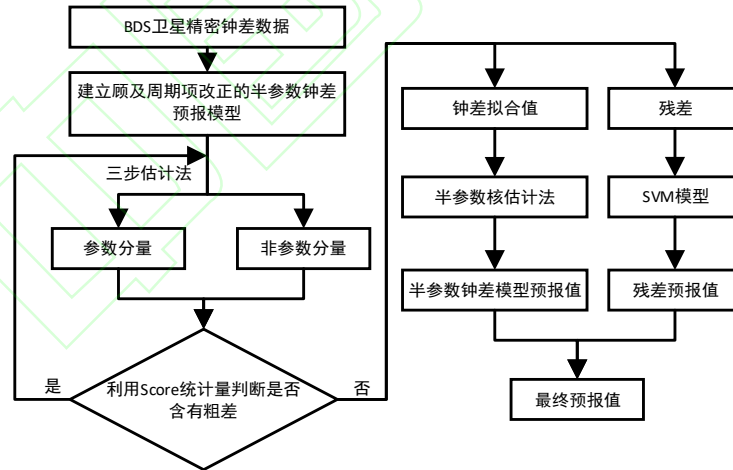 BDS卫星精密钟差数据
建立顾及周期项改正的半参数钟差
预报模型
三步估计法
参数分量
非参数分量
利用Score统计量判断是否
含有粗差
是
否
钟差拟合值
残差
半参数核估计法
SVM模型
半参数钟差模型预报值
残差预报值
最终预报值